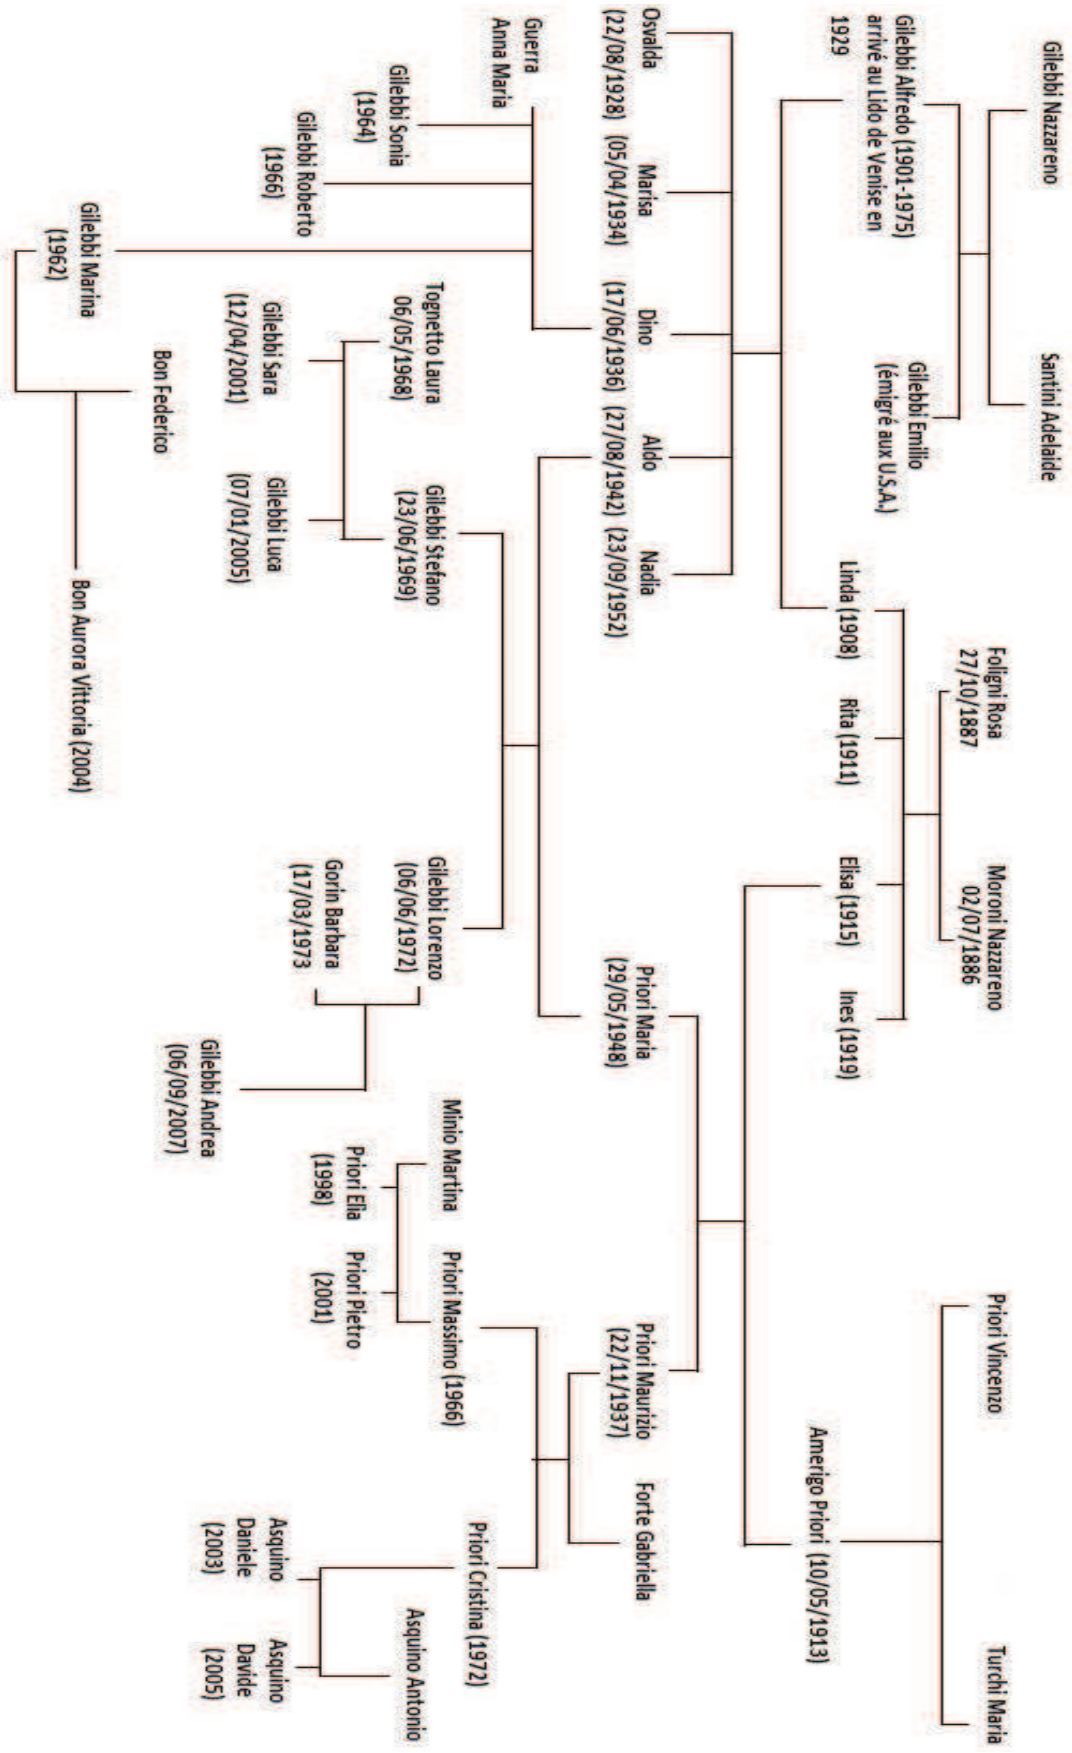 Gilebbi Nazzareno
Santini Adelaide
Foligni Rosa
27/10/1887
Moroni Nazzareno
02/07/1886
Priori Vincenzo
Turchi Maria
Gilebbi Alfredo (1901-1975)
arrivé au Lido de Venise en
1929
Gilebbi Emilio
(émigré aux U.S.A.)
Linda (1908)
Rita (1911)
Elisa (1915)
Ines (1919)
Amerigo Priori (10/05/1913)
Osvalda
(22/08/1928)
Marisa
(05/04/1934)
Dino
(17/06/1936)
Aldo
(27/08/1942)
Nadia
(23/09/1952)
Priori Maria
(29/05/1948)
Priori Maurizio
(22/11/1937)
Forte Gabriella
Guerra
Anna Maria
Gilebbi Sonia
(1964)
Gilebbi Roberto
(1966)
Tognetto Laura
06/05/1968)
Gilebbi Stefano
(23/06/1969)
Gilebbi Lorenzo
(06/06/1972)
Gorin Barbara
(17/03/1973
Minio Martina
Priori Massimo (1966)
Priori Cristina (1972)
Asquino Antonio
Priori Elia
(1998)
Priori Pietro
(2001)
Gilebbi Sara
(12/04/2001)
Gilebbi Luca
(07/01/2005)
Gilebbi Andrea
(06/09/2007)
Asquino
Daniele
(2003)
Asquino
Davide
(2005)
Gilebbi Marina
(1962)
Bon Federico
Bon Aurora Vittoria (2004)